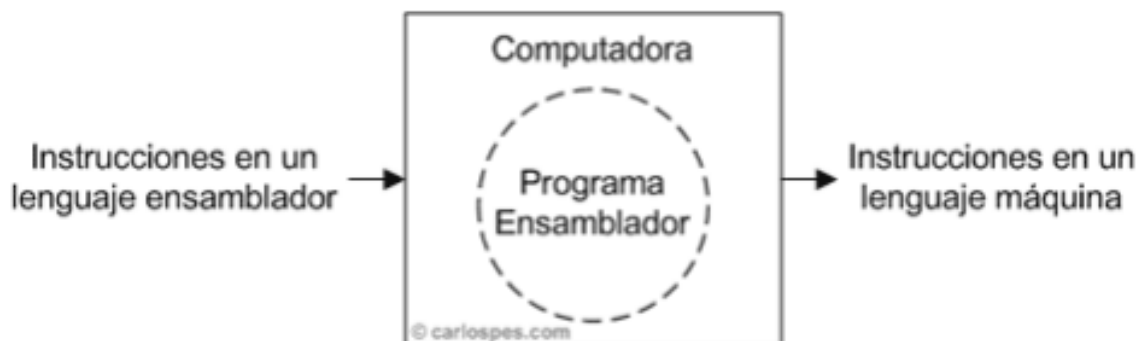 Computadora
Instrucciones en un
lenguaje ensamblador
Programa
Ensamblador
Instrucciones en un
lenguaje máquina
© carlospes.com